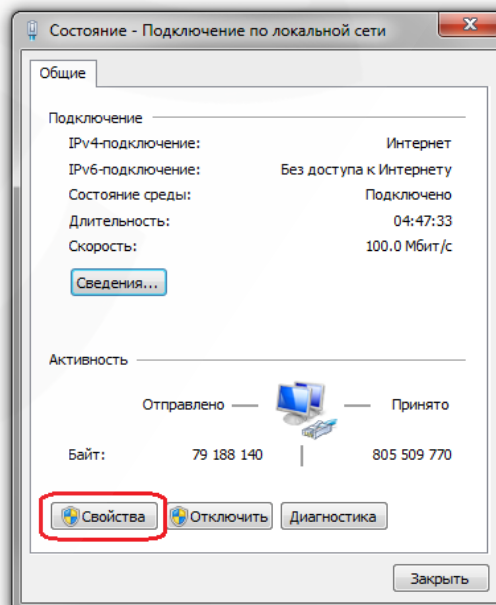 Состояние - Подключение по локальной сети
Общие
Подключение
IPv4-подключение: Интернет
IPv6-подключение: Без доступа к Интернету
Состояние среды: Подключено
Длительность: 04:47:33
Скорость: 100.0 Мбит/с
Сведения...
Активность
Отправлено — Принято
Байт: 79 188 140 805 509 770
Свойства Отключить Диагностика
Закрыть